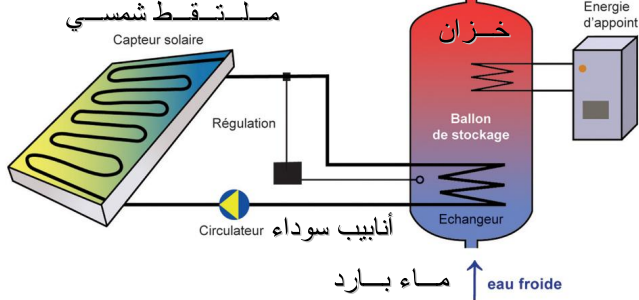 ملتقط شمسي
Capteur solaire
خزان
Energie
d'appoint
Régulation
Ballon
de stockage
Echangeur
Circulateur
أنابيب سوداء
ماء بارد
eau froide